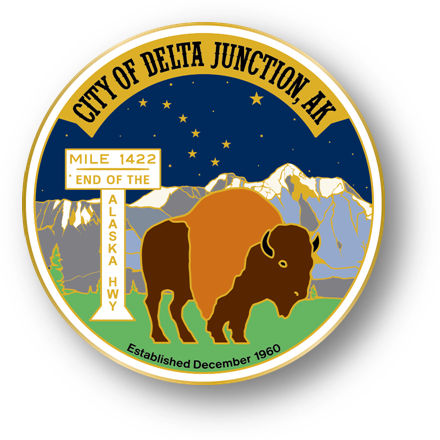 CITY OF DELTA JUNCTION, AK
MILE 1422
END OF THE
ALASKA HWY
Established December 1960